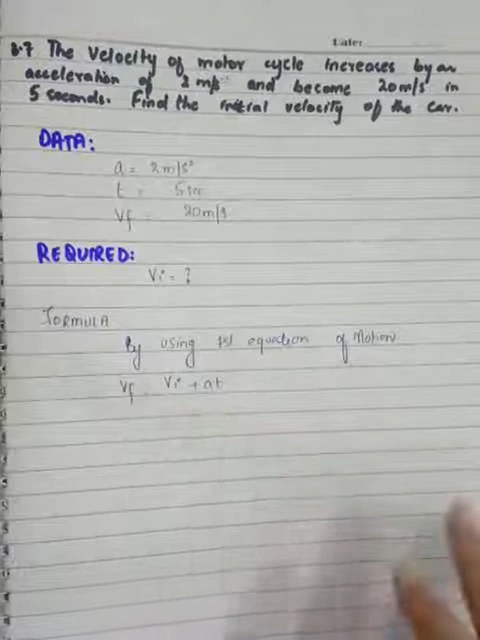 Date:
3.7 The Velocity of motor cycle increases by an
acceleration of 2 m/s² and become 20m/s in
5 seconds. Find the initial velocity of the car.
DATA:
a = 2m/s²
t = 5sec
Vf = 20m/s
REQUIRED:
Vi = ?
FORMULA
By using 1st equation of Motion
Vf = Vi + at